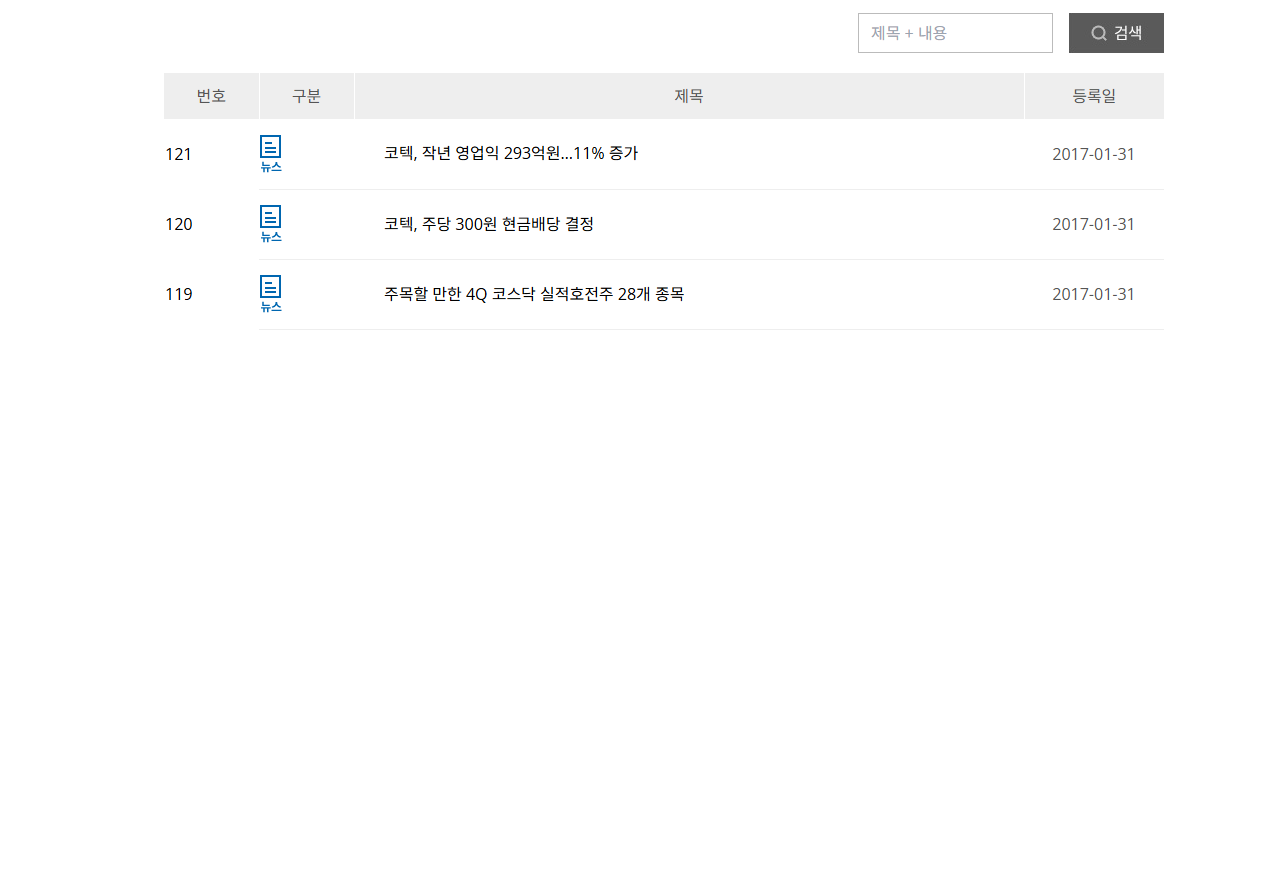 제목 + 내용 검색
번호 구분 제목 등록일
121 뉴스 코텍, 작년 영업익 293억원...11% 증가 2017-01-31
120 뉴스 코텍, 주당 300원 현금배당 결정 2017-01-31
119 뉴스 주목할 만한 4Q 코스닥 실적호전주 28개 종목 2017-01-31